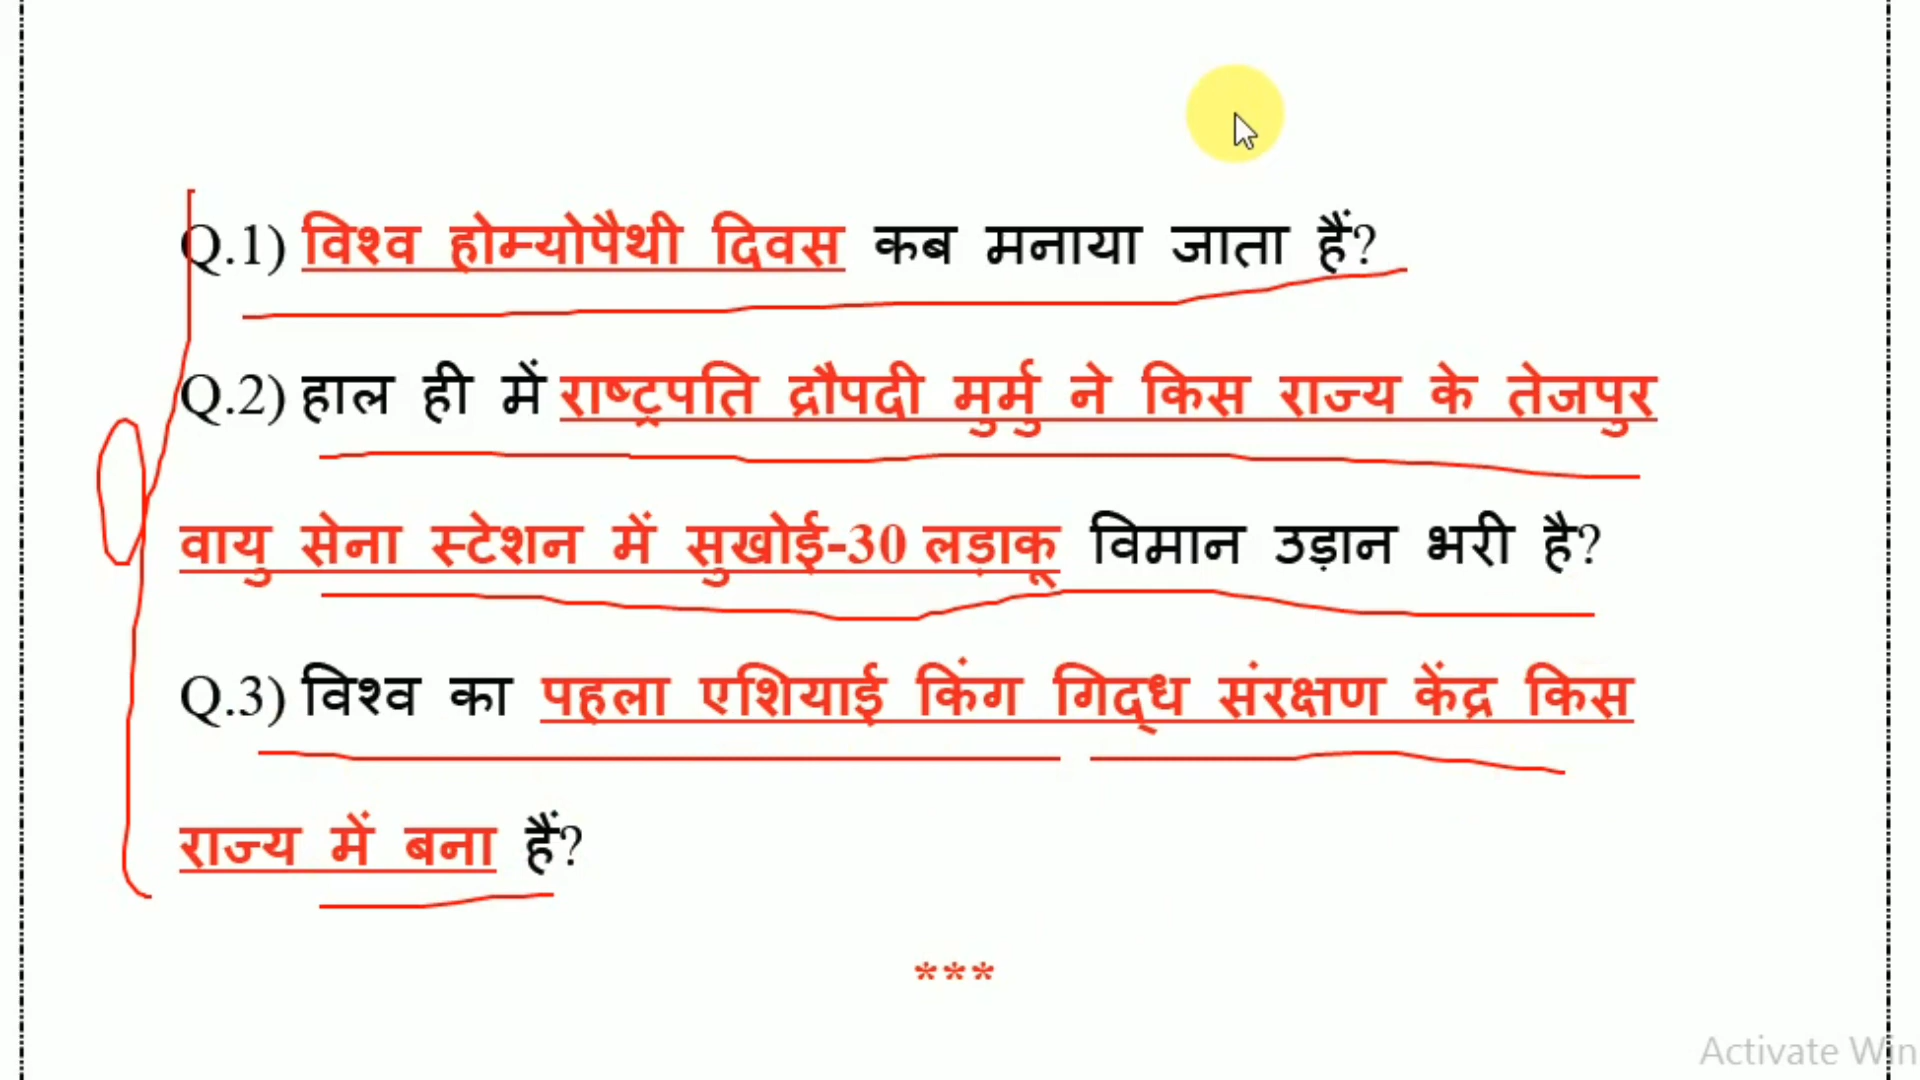 Q.1) विश्व होम्योपैथी दिवस कब मनाया जाता हैं?
Q.2) हाल ही में राष्ट्रपति द्रौपदी मुर्मु ने किस राज्य के तेजपुर
वायु सेना स्टेशन में सुखोई-30 लड़ाकू विमान उड़ान भरी है?
Q.3) विश्व का पहला एशियाई किंग गिद्ध संरक्षण केंद्र किस
राज्य में बना हैं?
***
Activate Win